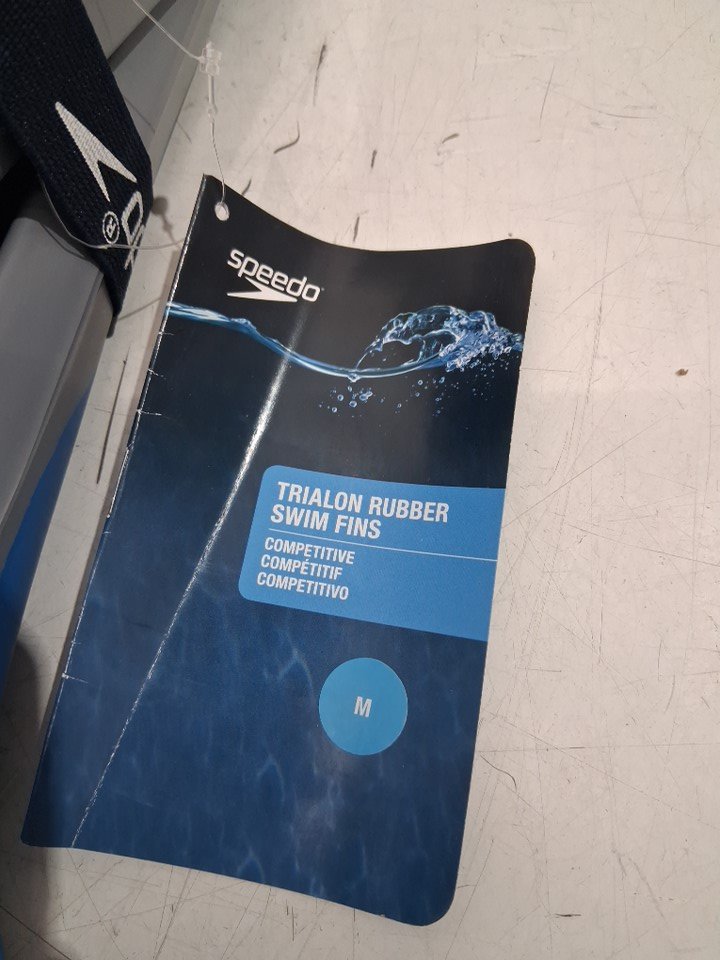 speedo
TRIALON RUBBER
SWIM FINS
COMPETITIVE
COMPÉTITIF
COMPETITIVO
M
®